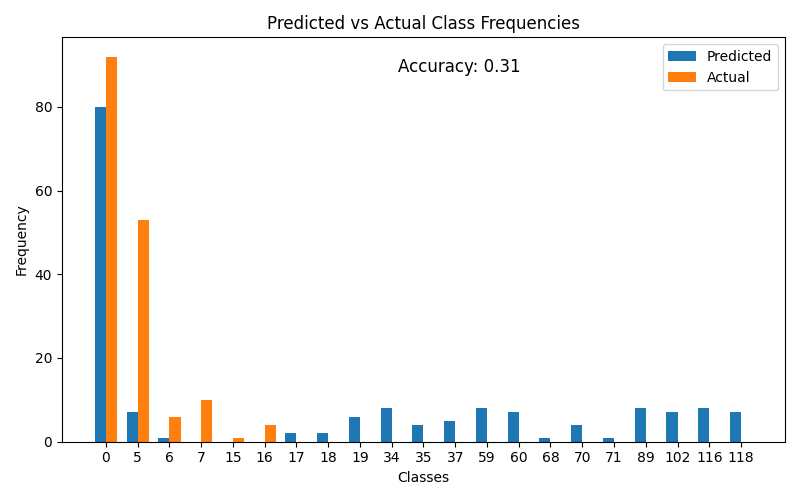 Predicted vs Actual Class Frequencies
Accuracy: 0.31
Predicted
Actual
Frequency
80
60
40
20
0
0 5 6 7 15 16 17 18 19 34 35 37 59 60 68 70 71 89 102 116 118
Classes